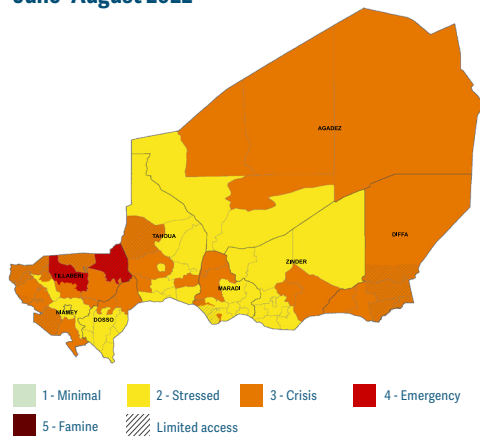 June-August 2022
AGADEZ
TAHOUA
DIFFA
ZINDER
TILLABERI
MARADI
NIAMEY
DOSSO
1 - Minimal
2 - Stressed
3 - Crisis
4 - Emergency
5 - Famine
Limited access